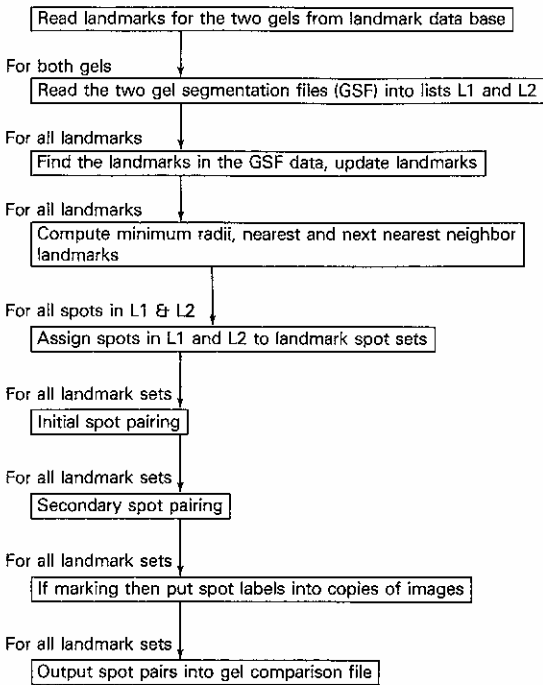 Read landmarks for the two gels from landmark data base
For both gels
Read the two gel segmentation files (GSF) into lists L1 and L2
For all landmarks
Find the landmarks in the GSF data, update landmarks
For all landmarks
Compute minimum radii, nearest and next nearest neighbor
landmarks
For all spots in L1 & L2
Assign spots in L1 and L2 to landmark spot sets
For all landmark sets
Initial spot pairing
For all landmark sets
Secondary spot pairing
For all landmark sets
If marking then put spot labels into copies of images
For all landmark sets
Output spot pairs into gel comparison file